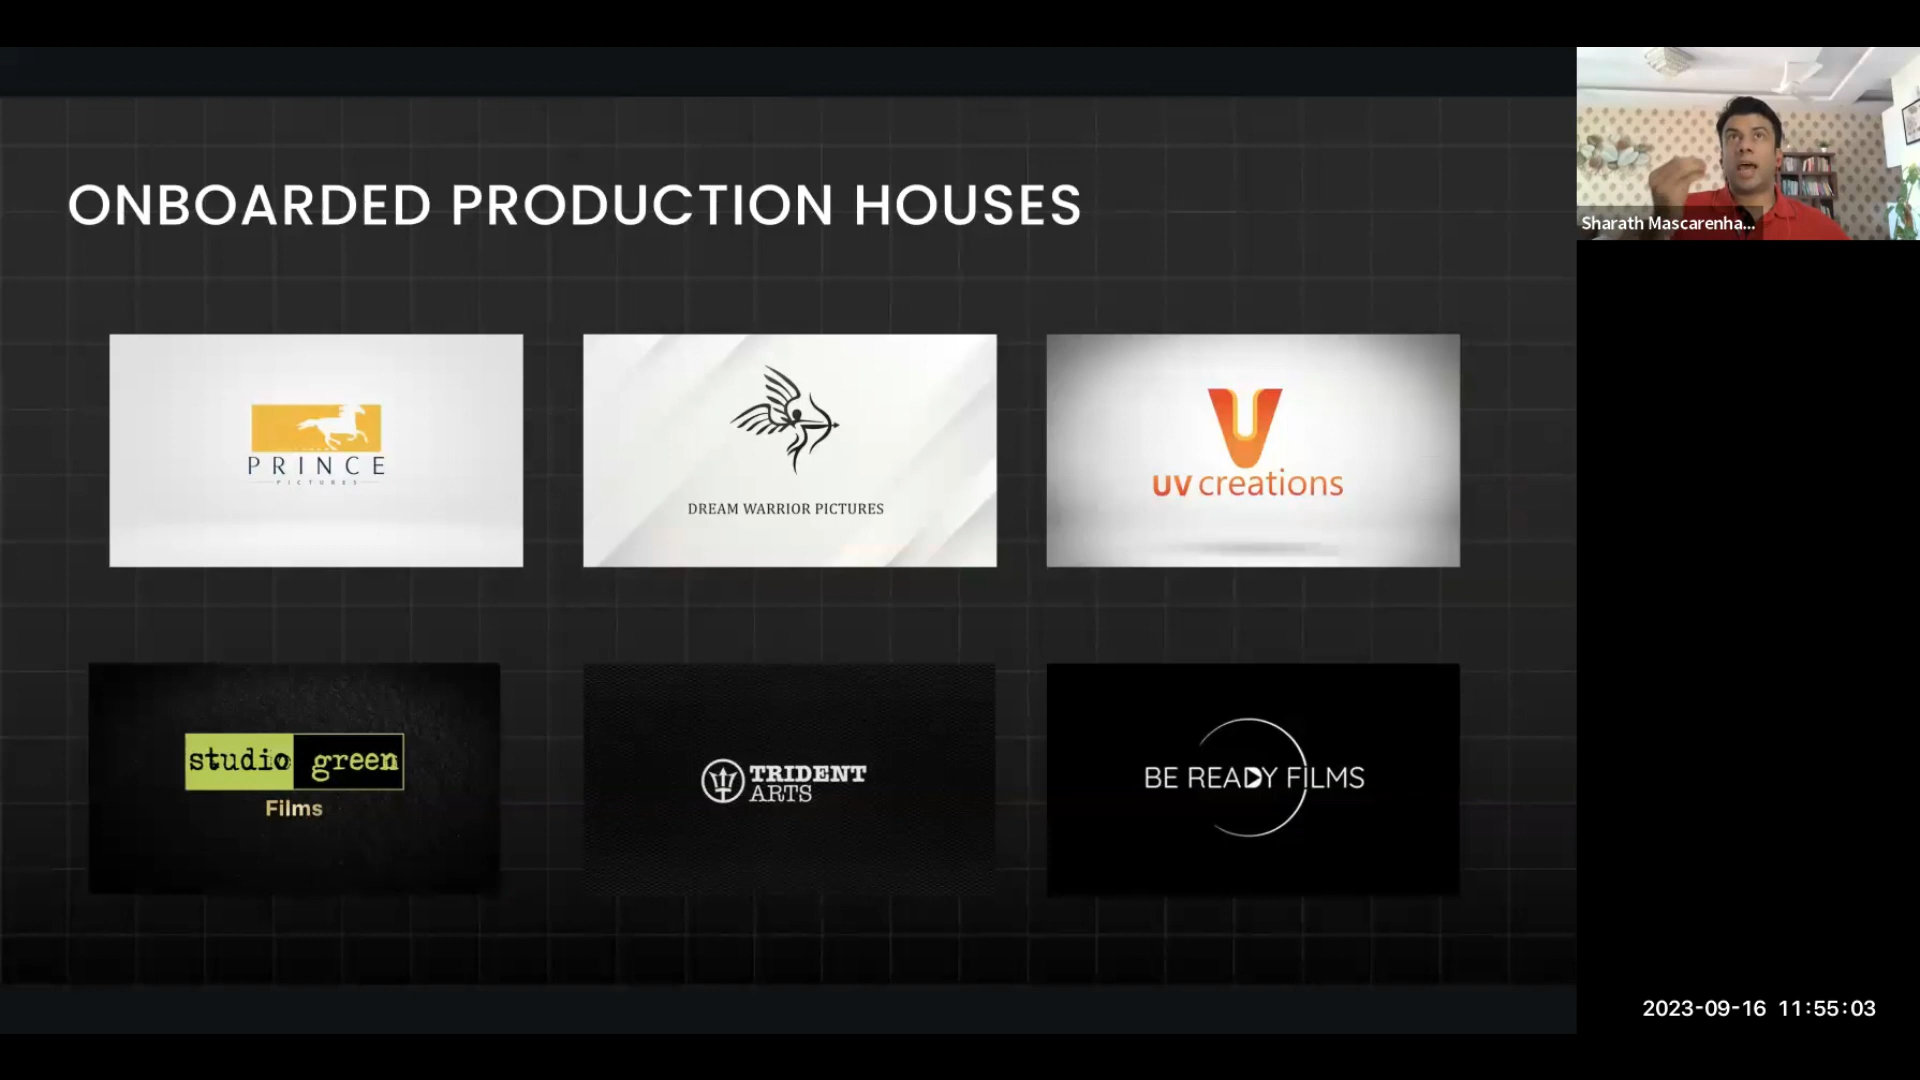 ONBOARDED PRODUCTION HOUSES
PRINCE
PICTURES
DREAM WARRIOR PICTURES
UV creations
studio green
Films
TRIDENT
ARTS
BE READY FILMS
Sharath Mascarenha...
2023-09-16 11:55:03